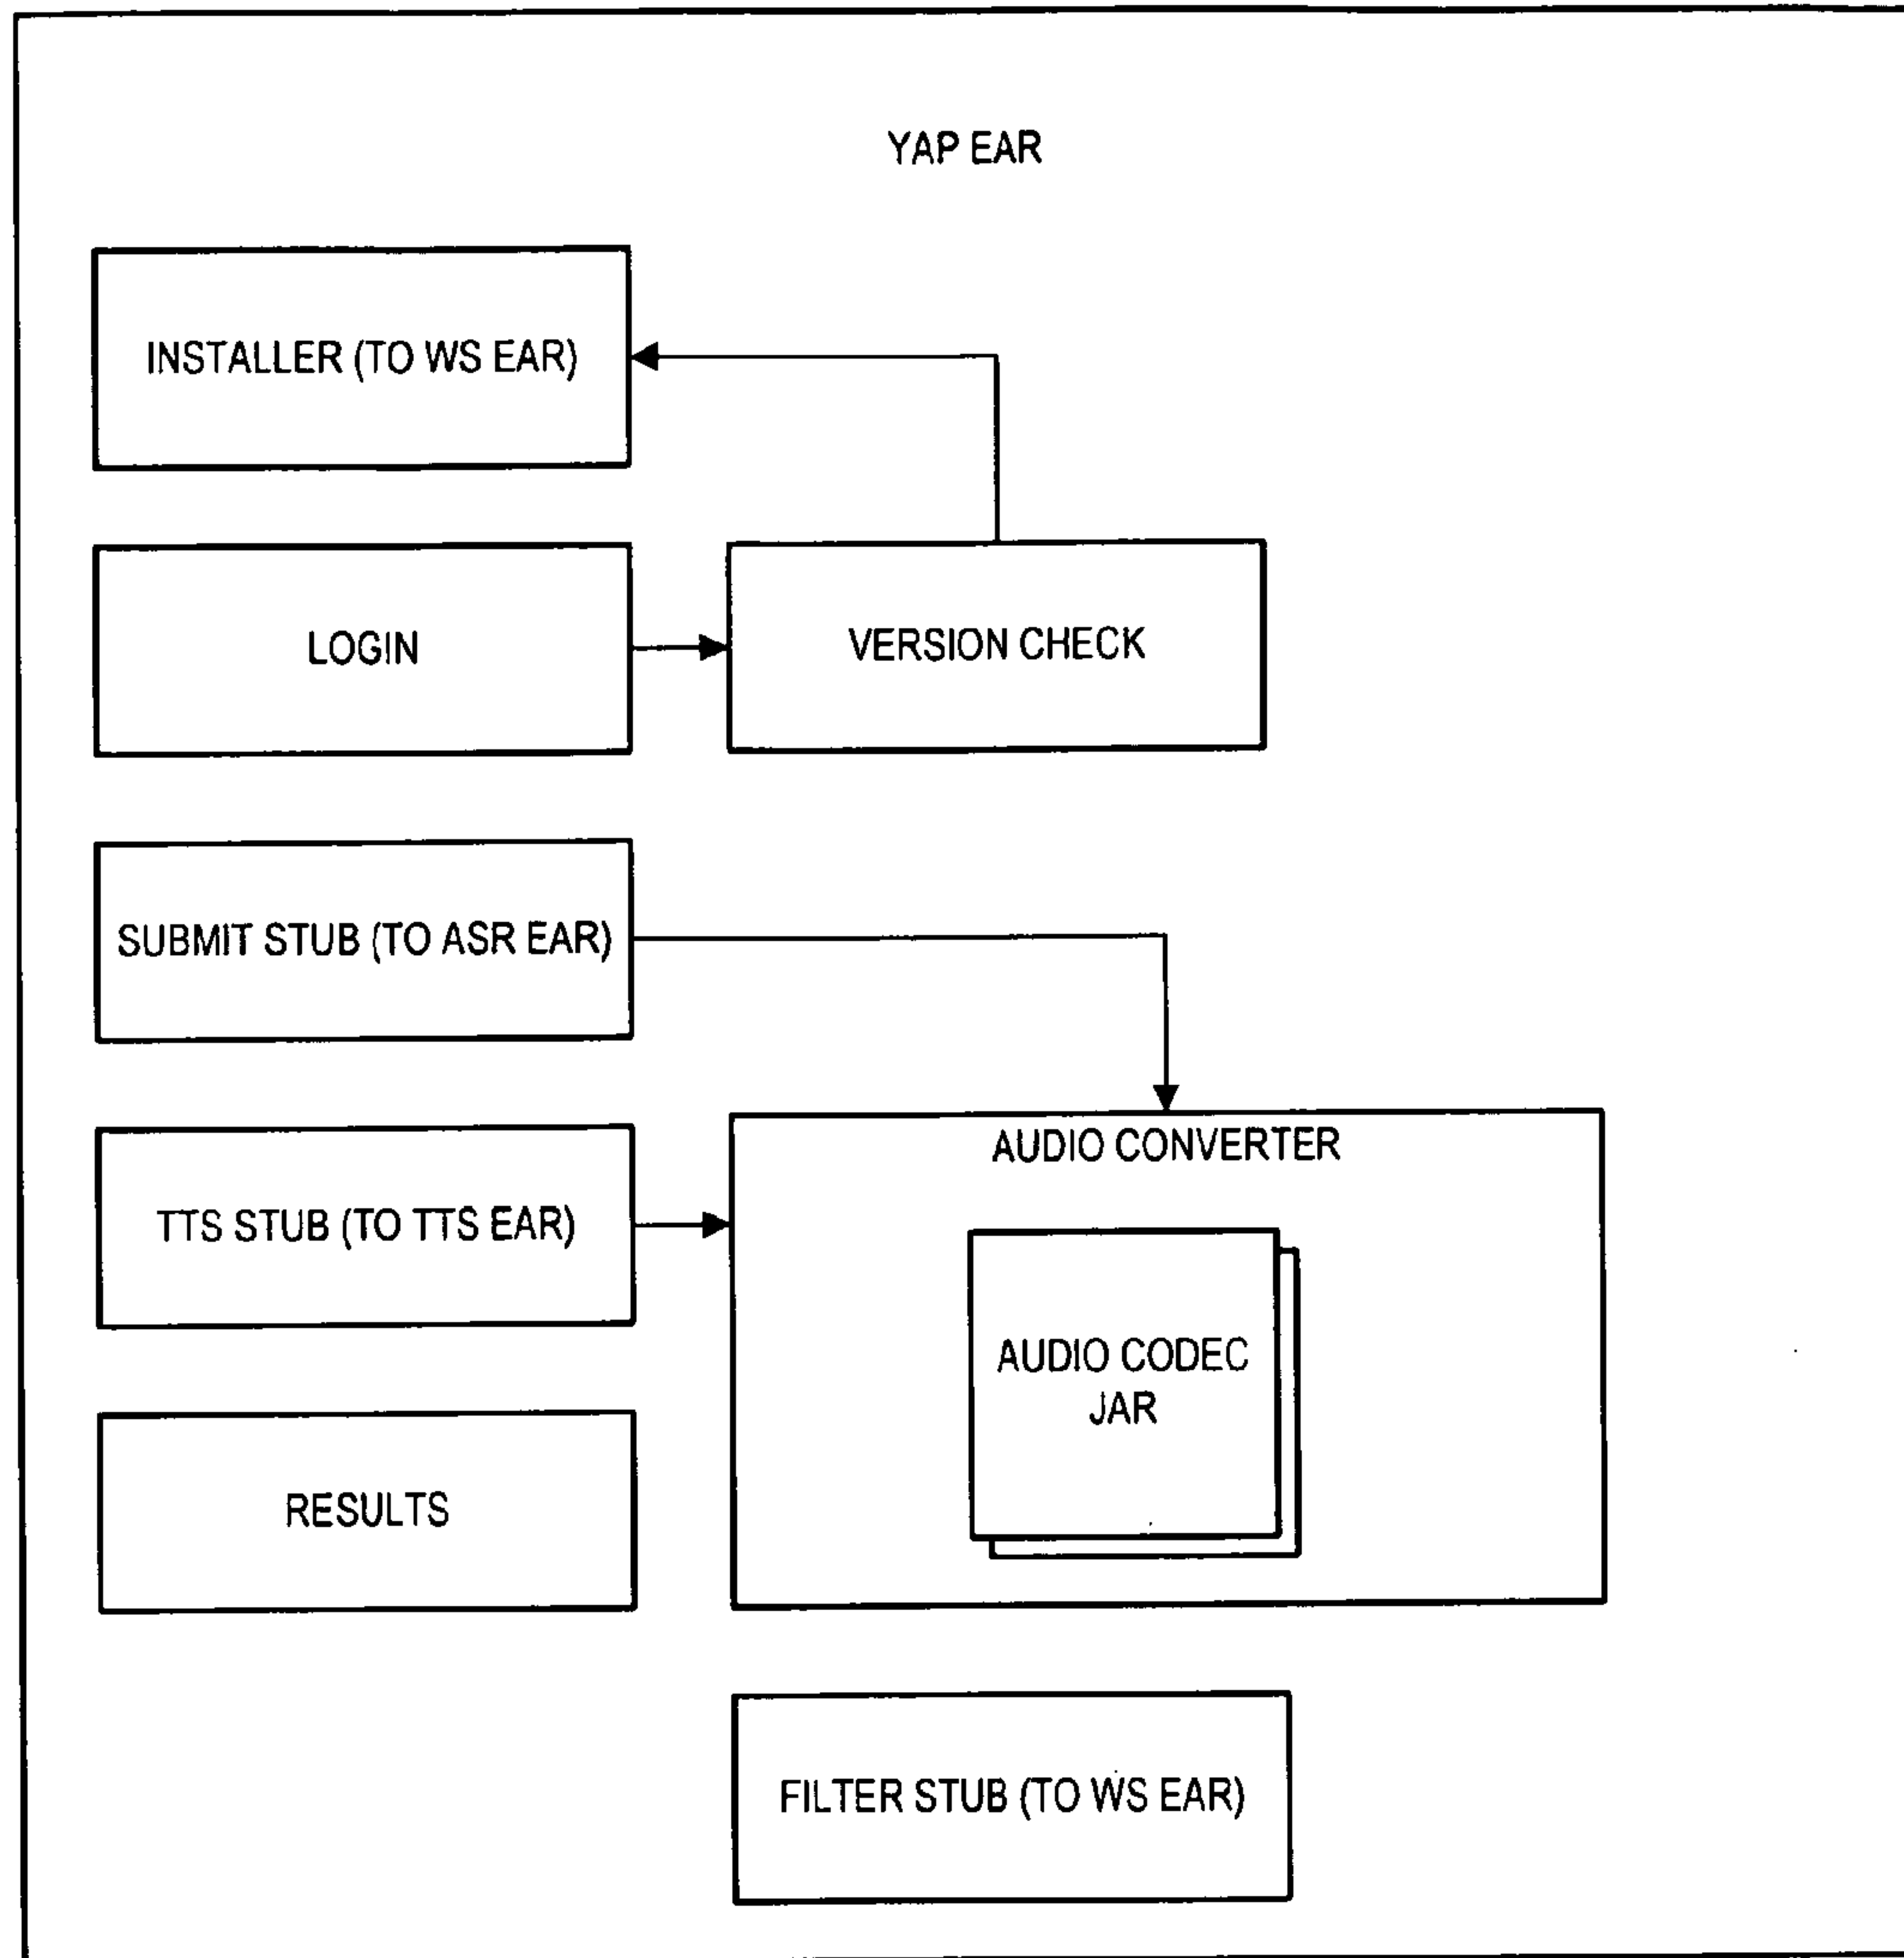 YAP EAR
INSTALLER (TO WS EAR)
LOGIN
VERSION CHECK
SUBMIT STUB (TO ASR EAR)
AUDIO CONVERTER
TTS STUB (TO TTS EAR)
AUDIO CODEC
JAR
RESULTS
FILTER STUB (TO WS EAR)